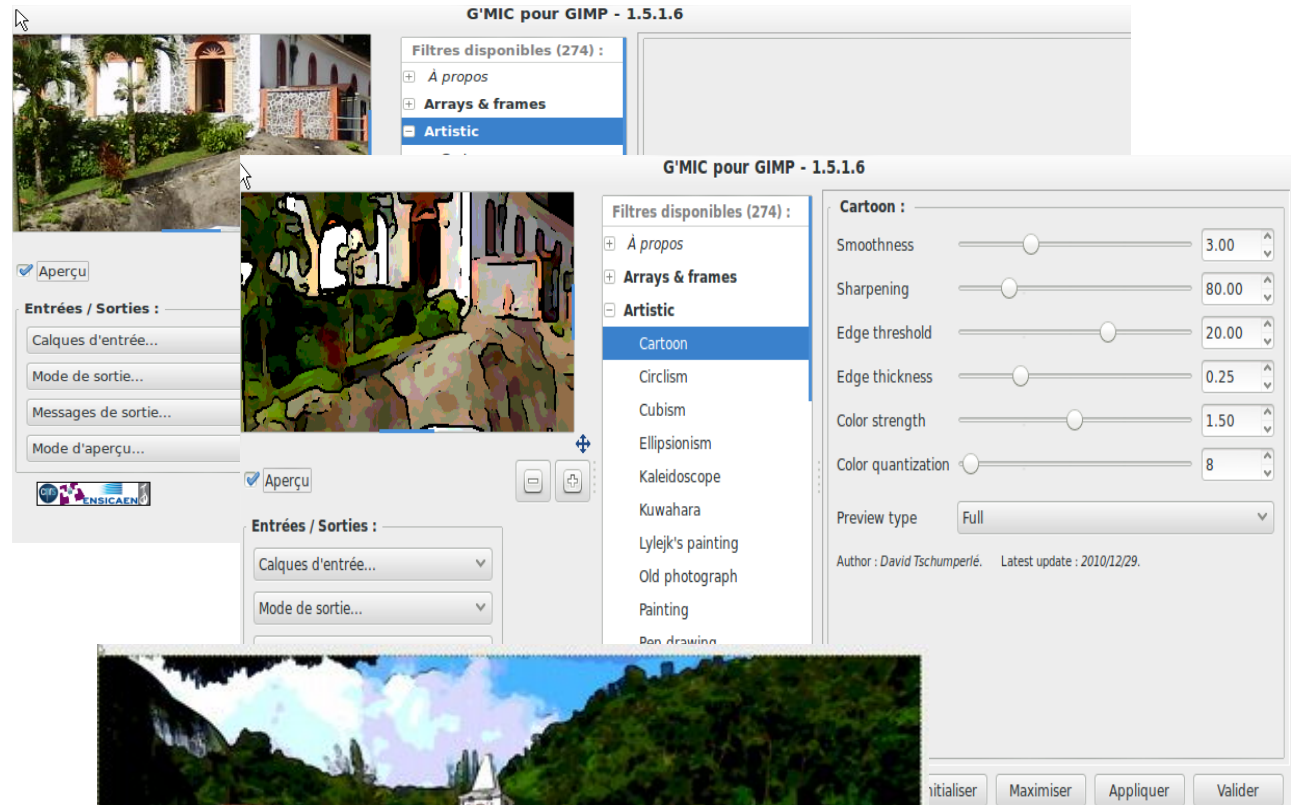 G'MIC pour GIMP - 1.5.1.6
Filtres disponibles (274) :
À propos
Arrays & frames
Artistic
Aperçu
Entrées / Sorties :
Calques d'entrée...
Mode de sortie...
Messages de sortie...
Mode d'aperçu...
ENSICAEN
G'MIC pour GIMP - 1.5.1.6
Aperçu
Entrées / Sorties :
Calques d'entrée...
Mode de sortie...
Filtres disponibles (274) :
À propos
Arrays & frames
Artistic
Cartoon
Circlism
Cubism
Ellipsionism
Kaleidoscope
Kuwahara
Lylejk's painting
Old photograph
Painting
Pen drawing
Cartoon :
Smoothness 3.00
Sharpening 80.00
Edge threshold 20.00
Edge thickness 0.25
Color strength 1.50
Color quantization 8
Preview type Full
Author : David Tschumperlé. Latest update : 2010/12/29.
Maximiser Appliquer Valider